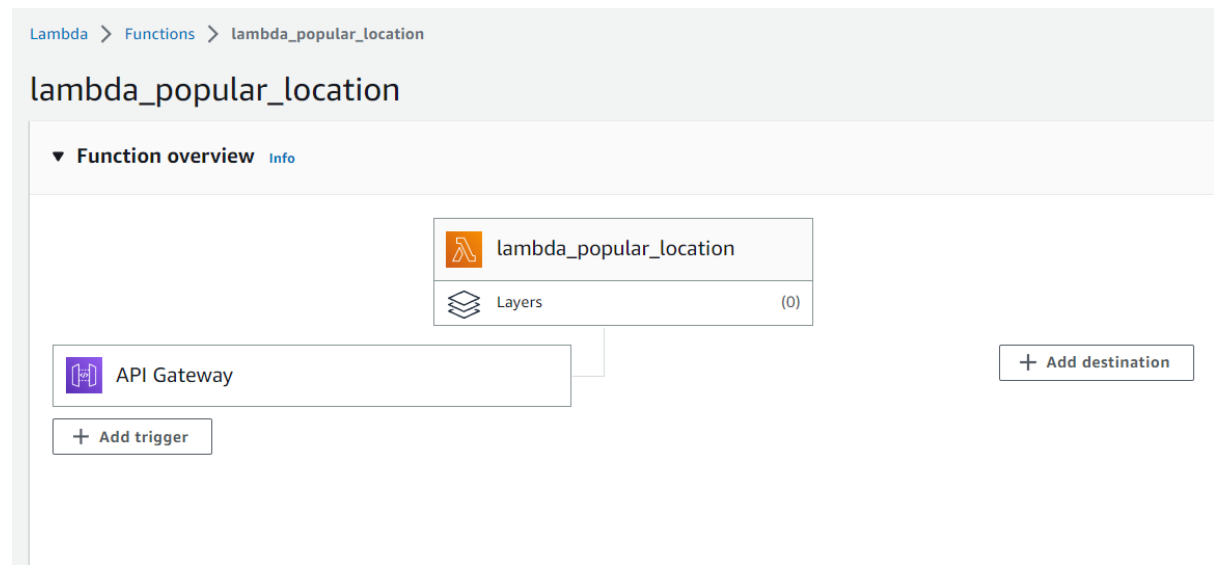 Lambda > Functions > lambda_popular_location
lambda_popular_location
▼ Function overview Info
lambda_popular_location
Layers (0)
API Gateway
+ Add destination
+ Add trigger